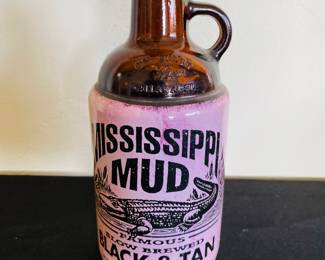 MISSISSIPPI
MUD
FAMOUS
SLOW BREWED
BLACK & TAN